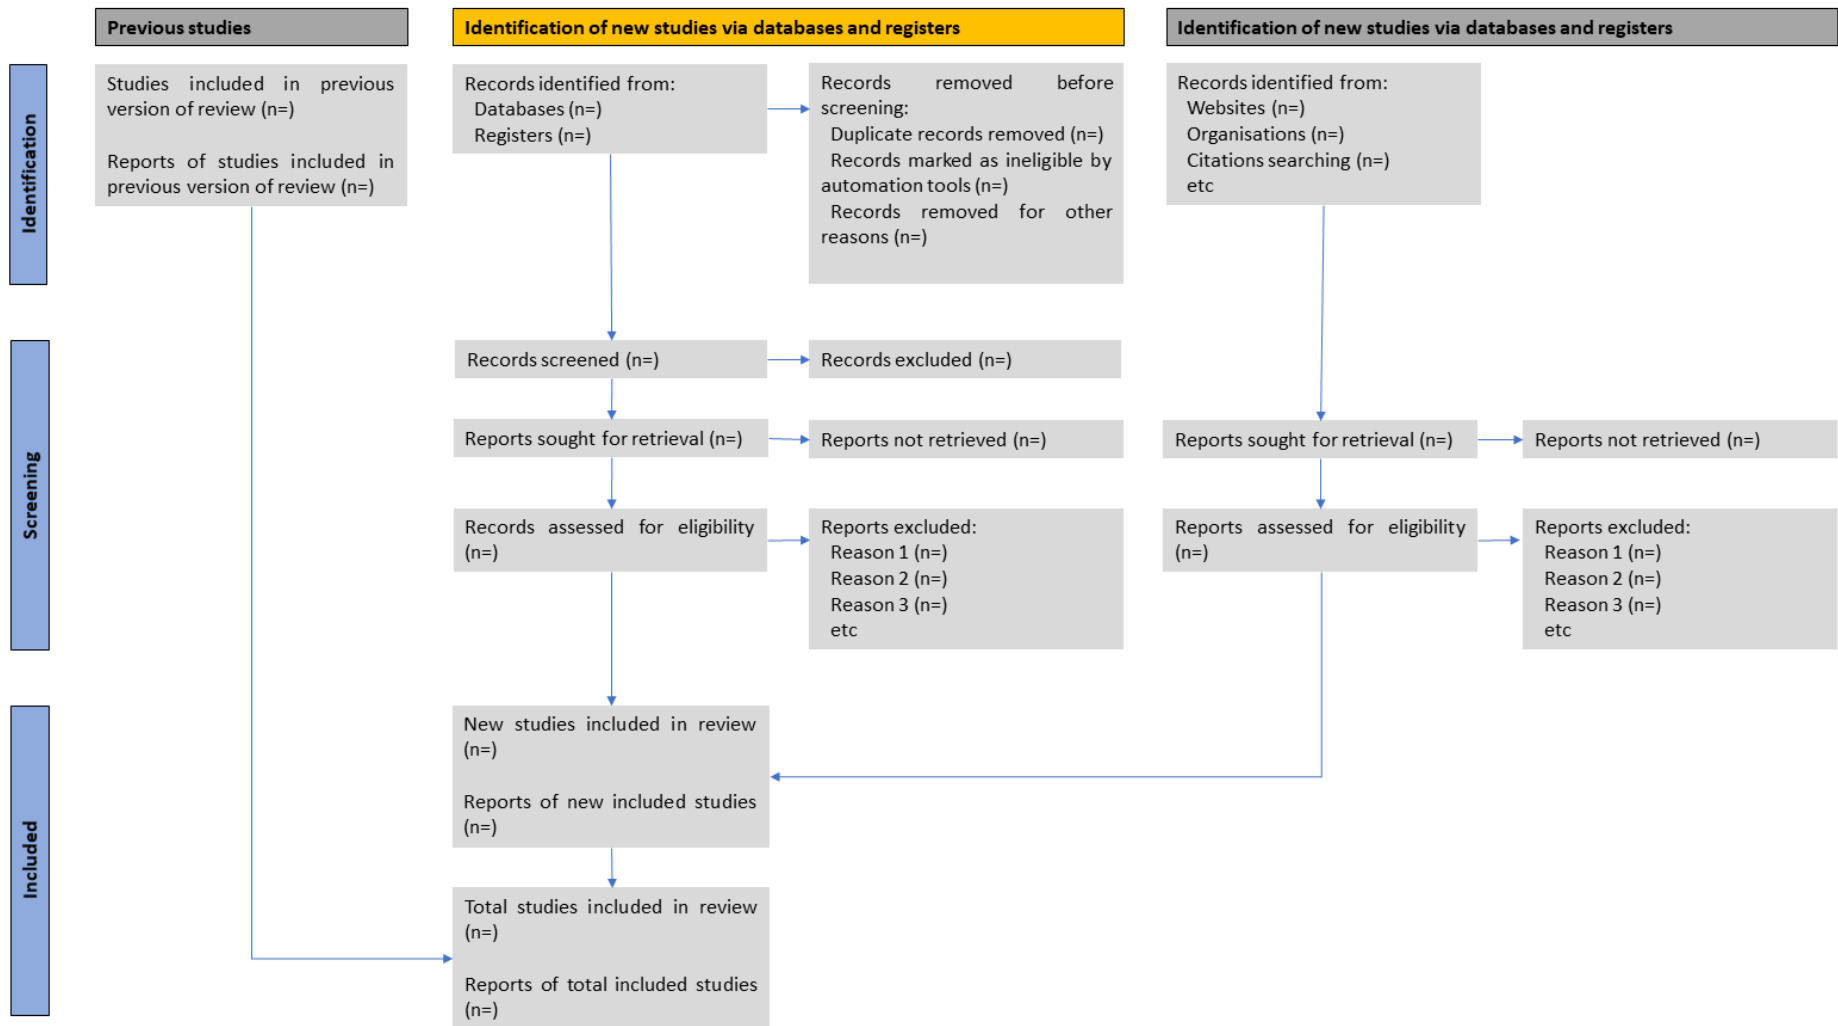 Previous studies
Identification of new studies via databases and registers
Identification of new studies via databases and registers
Identification
Studies included in previous
version of review (n=)
Reports of studies included in
previous version of review (n=)
Records identified from:
Databases (n=)
Registers (n=)
Records removed before
screening:
Duplicate records removed (n=)
Records marked as ineligible by
automation tools (n=)
Records removed for other
reasons (n=)
Records identified from:
Websites (n=)
Organisations (n=)
Citations searching (n=)
etc
Screening
Records screened (n=)
Records excluded (n=)
Reports sought for retrieval (n=)
Reports not retrieved (n=)
Reports sought for retrieval (n=)
Reports not retrieved (n=)
Records assessed for eligibility
(n=)
Reports excluded:
Reason 1 (n=)
Reason 2 (n=)
Reason 3 (n=)
etc
Reports assessed for eligibility
(n=)
Reports excluded:
Reason 1 (n=)
Reason 2 (n=)
Reason 3 (n=)
etc
Included
New studies included in review
(n=)
Reports of new included studies
(n=)
Total studies included in review
(n=)
Reports of total included studies
(n=)